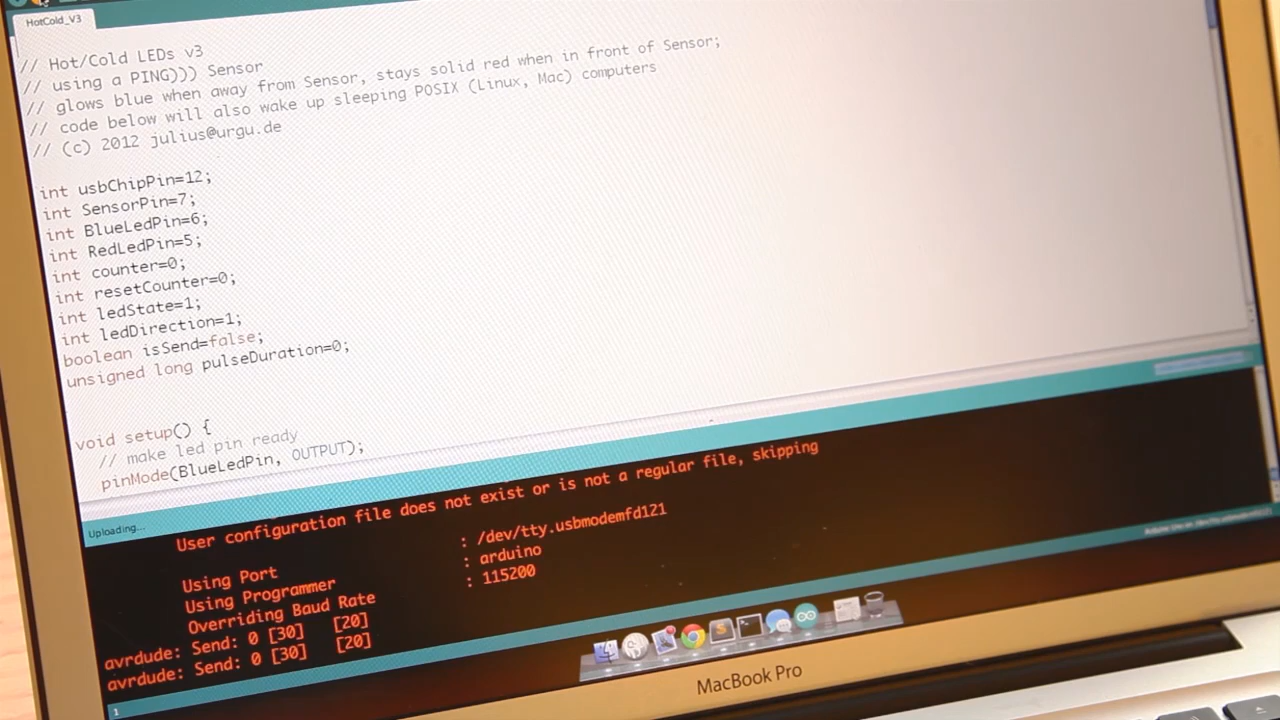 HotCold_V3
// Hot/Cold LEDs v3
// using a PING))) Sensor
// glows blue when away from Sensor, stays solid red when in front of Sensor;
// code below will also wake up sleeping POSIX (Linux, Mac) computers
// (c) 2012 julius@urgu.de
int usbChipPin=12;
int SensorPin=7;
int BlueLedPin=6;
int RedLedPin=5;
int counter=0;
int resetCounter=0;
int ledState=1;
int ledDirection=1;
boolean isSend=false;
unsigned long pulseDuration=0;
void setup() {
// make led pin ready
pinMode(BlueLedPin, OUTPUT);
Uploading...
User configuration file does not exist or is not a regular file, skipping
Using Port : /dev/tty.usbmodemfd121
Using Programmer : arduino
Overriding Baud Rate : 115200
avrdude: Send: 0 [30] [20]
avrdude: Send: 0 [30] [20]
1
MacBook Pro